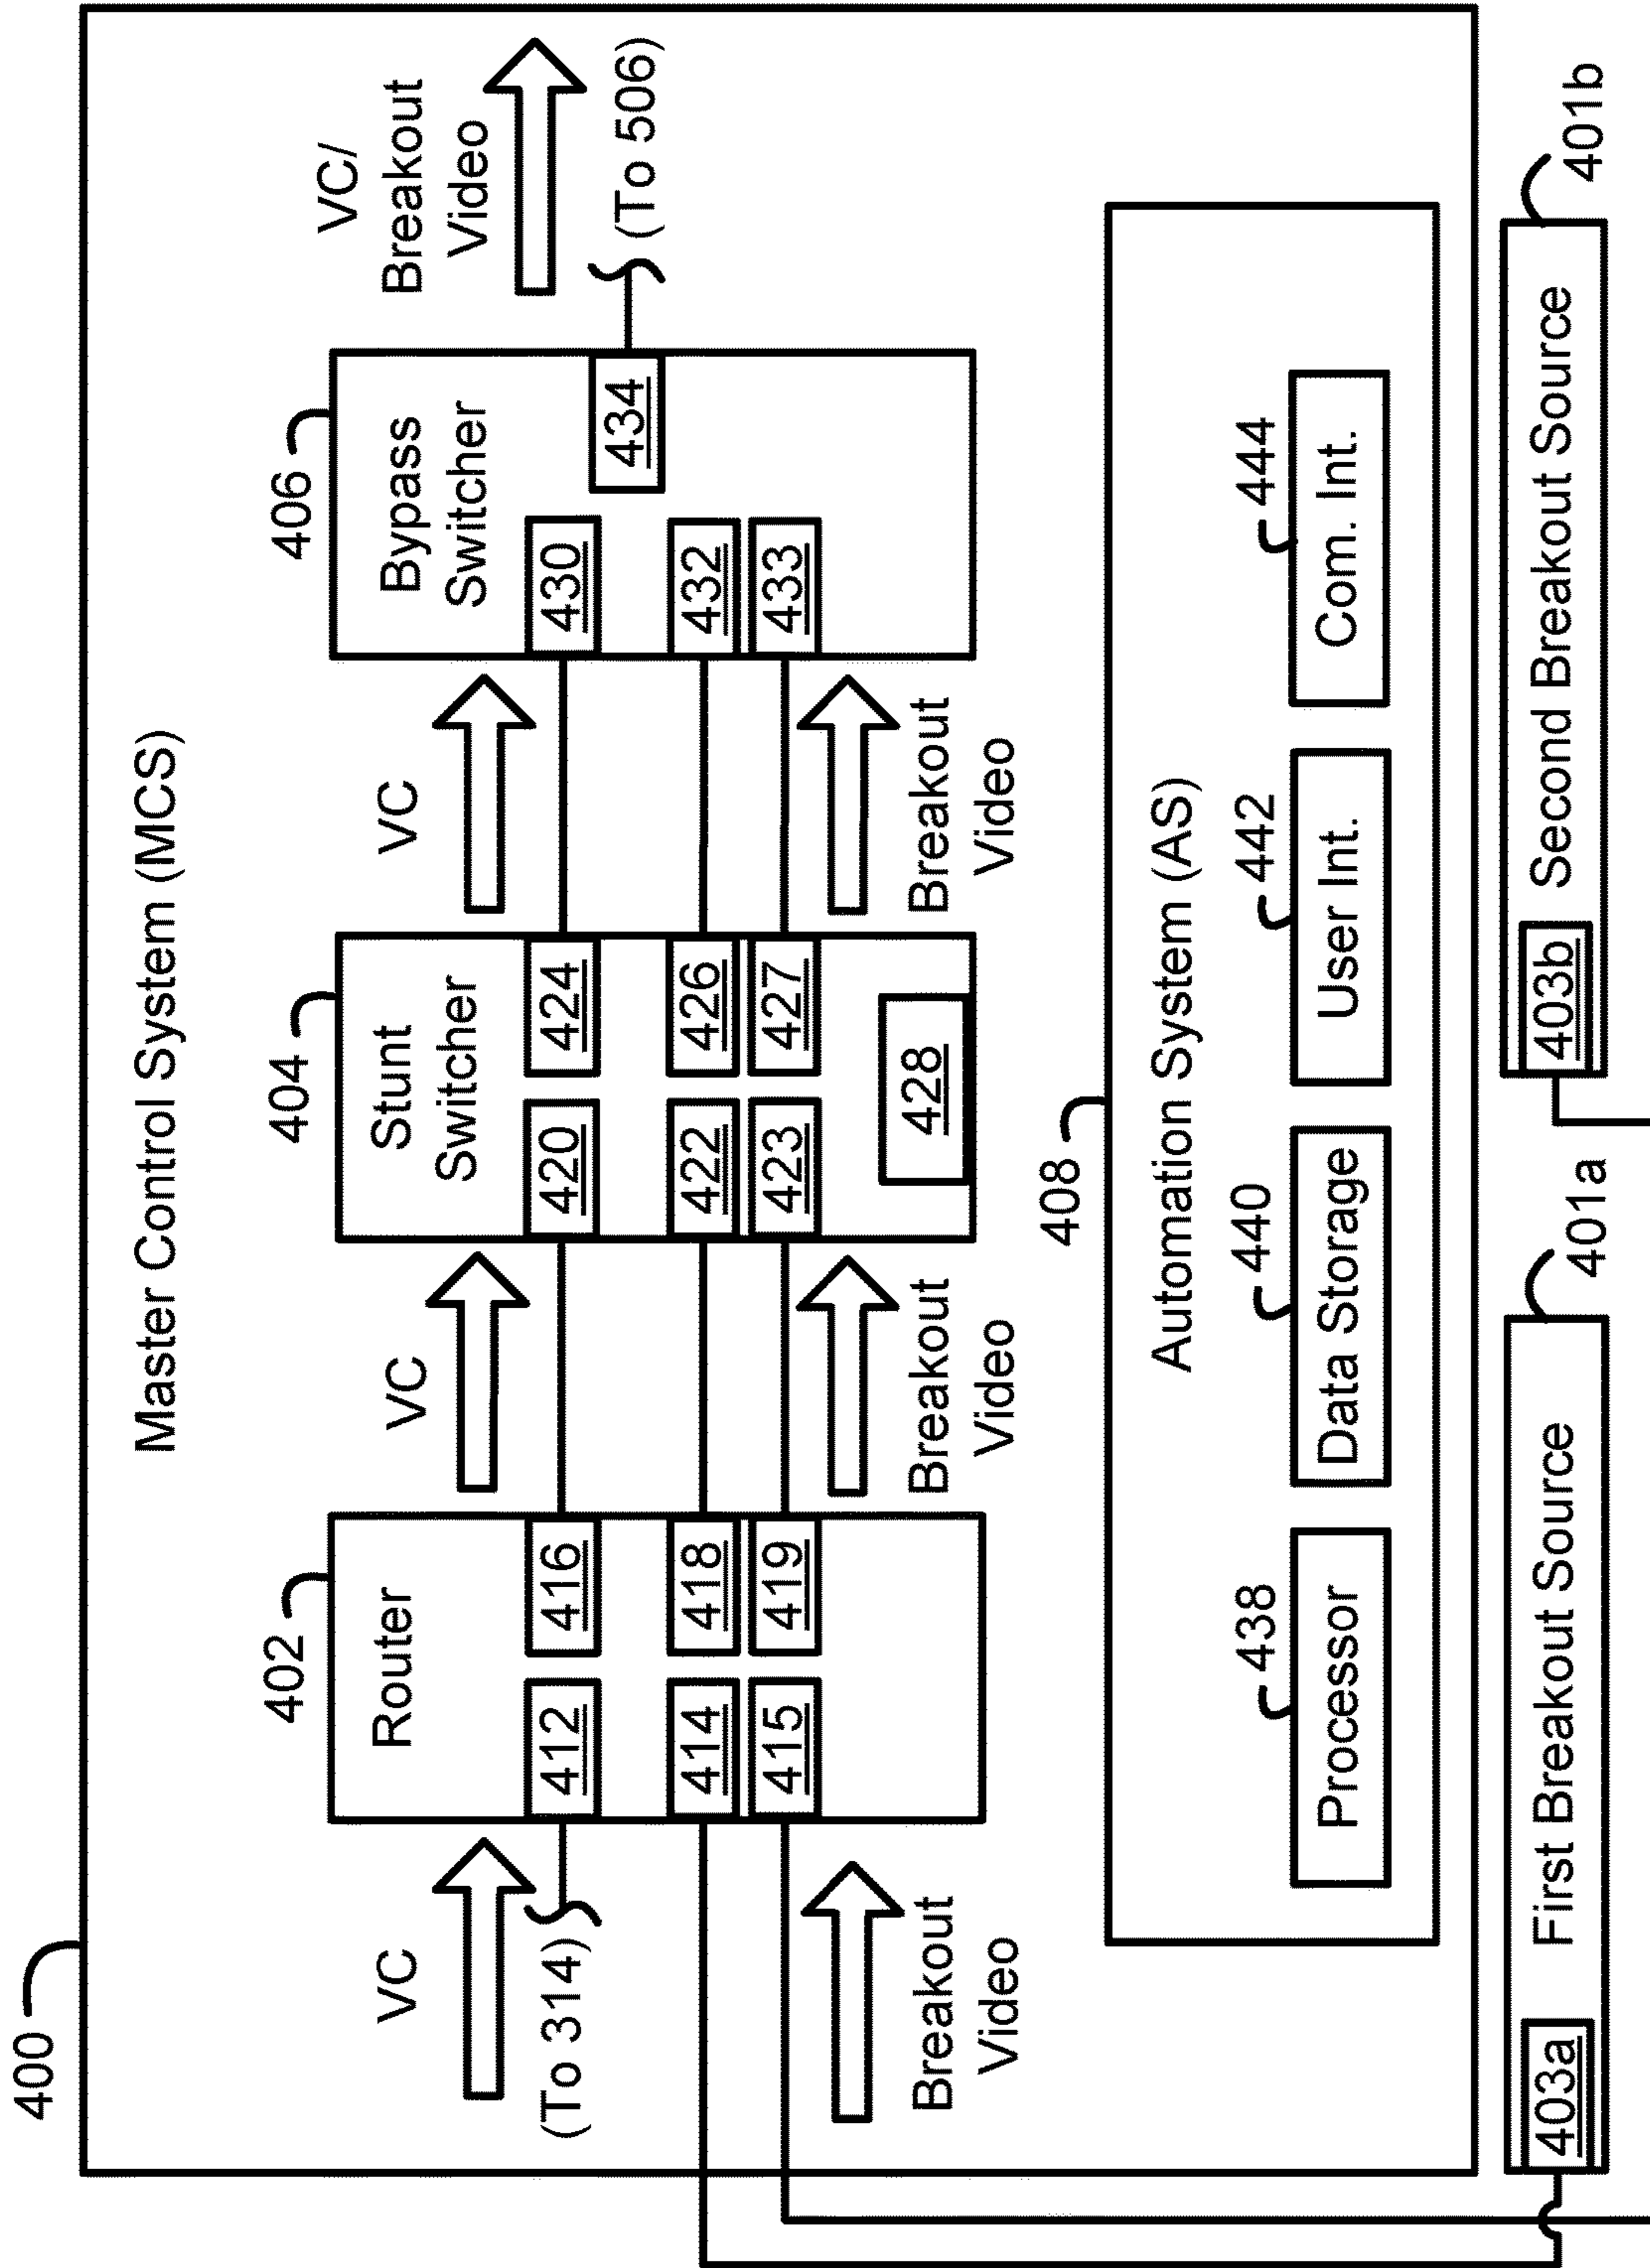 400
Master Control System (MCS)
402
404
406
VC
VC
VC
VC/
Breakout
Video
Router
Stunt
Switcher
Bypass
Switcher
(To 314)
412
416
420
424
430
434
(To 506)
414
418
422
426
432
415
419
423
427
433
428
Breakout
Video
Breakout
Video
Breakout
Video
408
Automation System (AS)
438
440
442
444
Processor
Data Storage
User Int.
Com. Int.
403a
First Breakout Source
401a
403b
Second Breakout Source
401b